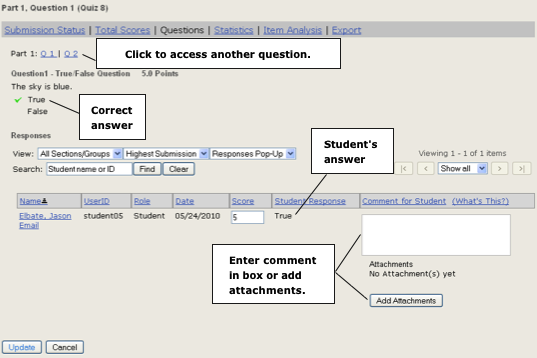 Part 1, Question 1 (Quiz 8)
Submission Status | Total Scores | Questions | Statistics | Item Analysis | Export
Part 1: Q 1 | Q 2
Click to access another question.
Question1 - True/False Question 5.0 Points
The sky is blue.
True
False
Correct
answer
Responses
View: All Sections/Groups Highest Submission Responses Pop-Up
Search: Student name or ID Find Clear
Student's
answer
Viewing 1 - 1 of 1 items
|< < Show all > >|
Name UserID Role Date Score Student Response Comment for Student (What's This?)
Elbate, Jason student05 Student 05/24/2010 5 True
Email
Enter comment
in box or add
attachments.
Attachments
No Attachment(s) yet
Add Attachments
Update Cancel